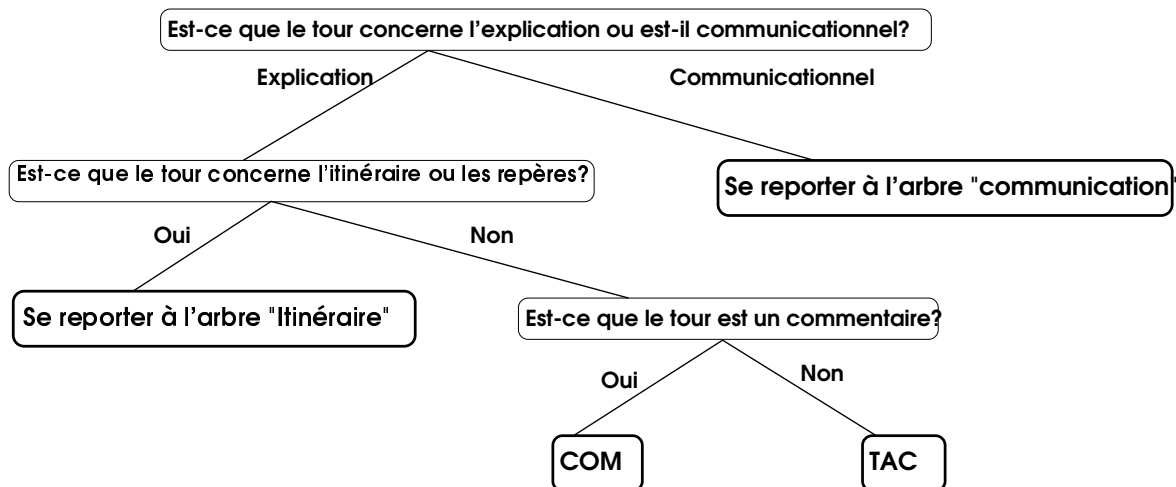 Est-ce que le tour concerne l'explication ou est-il communicationnel?
Explication
Communicationnel
Est-ce que le tour concerne l'itinéraire ou les repères?
Se reporter à l'arbre "communication"
Oui
Non
Se reporter à l'arbre "Itinéraire"
Est-ce que le tour est un commentaire?
Oui
Non
COM
TAC